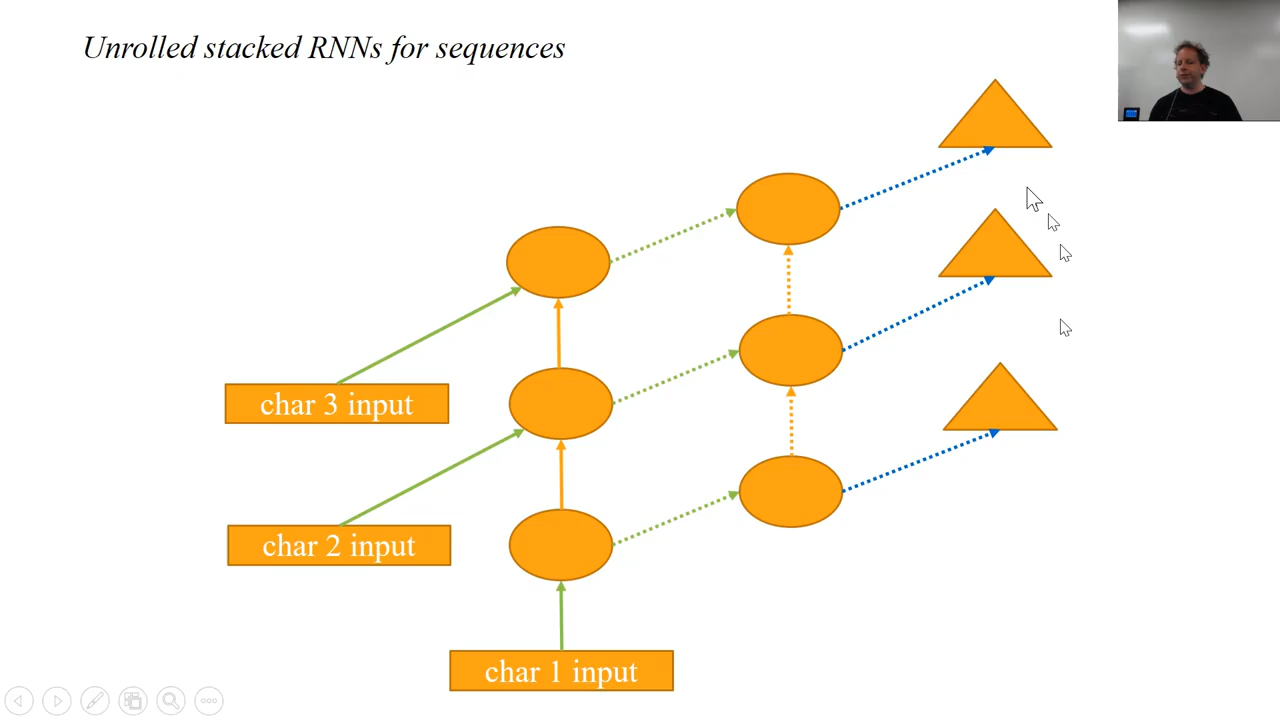 Unrolled stacked RNNs for sequences
char 3 input
char 2 input
char 1 input